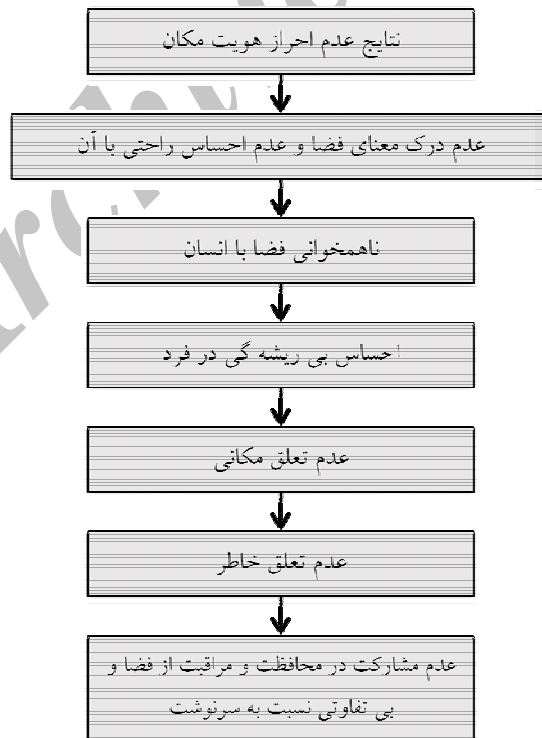 نتایج عدم احراز هویت مکان
عدم درک معنای فضا و عدم احساس راحتی با آن
ناهمخوانی فضا با انسان
احساس بی ریشه گی در فرد
عدم تعلق مکانی
عدم تعلق خاطر
عدم مشارکت در محافظت و مراقبت از فضا و
بی تفاوتی نسبت به سرنوشت